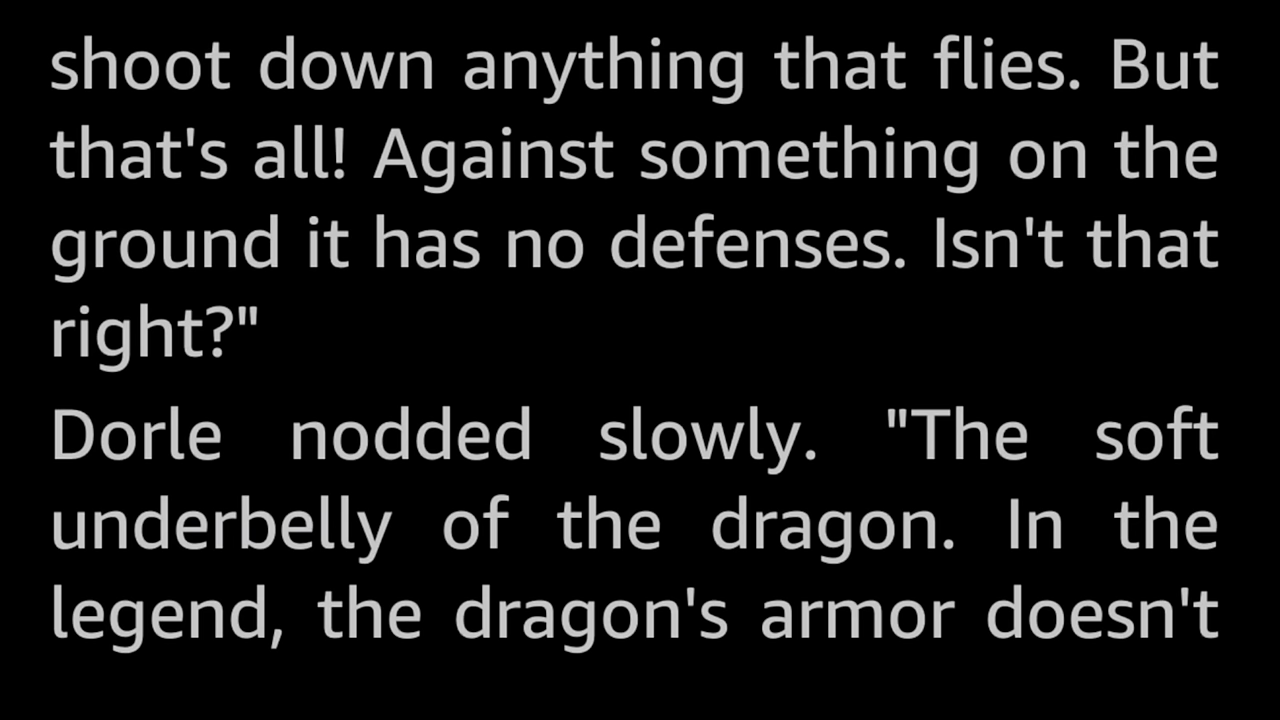 shoot down anything that flies. But
that's all! Against something on the
ground it has no defenses. Isn't that
right?"
Dorle nodded slowly. "The soft
underbelly of the dragon. In the
legend, the dragon's armor doesn't